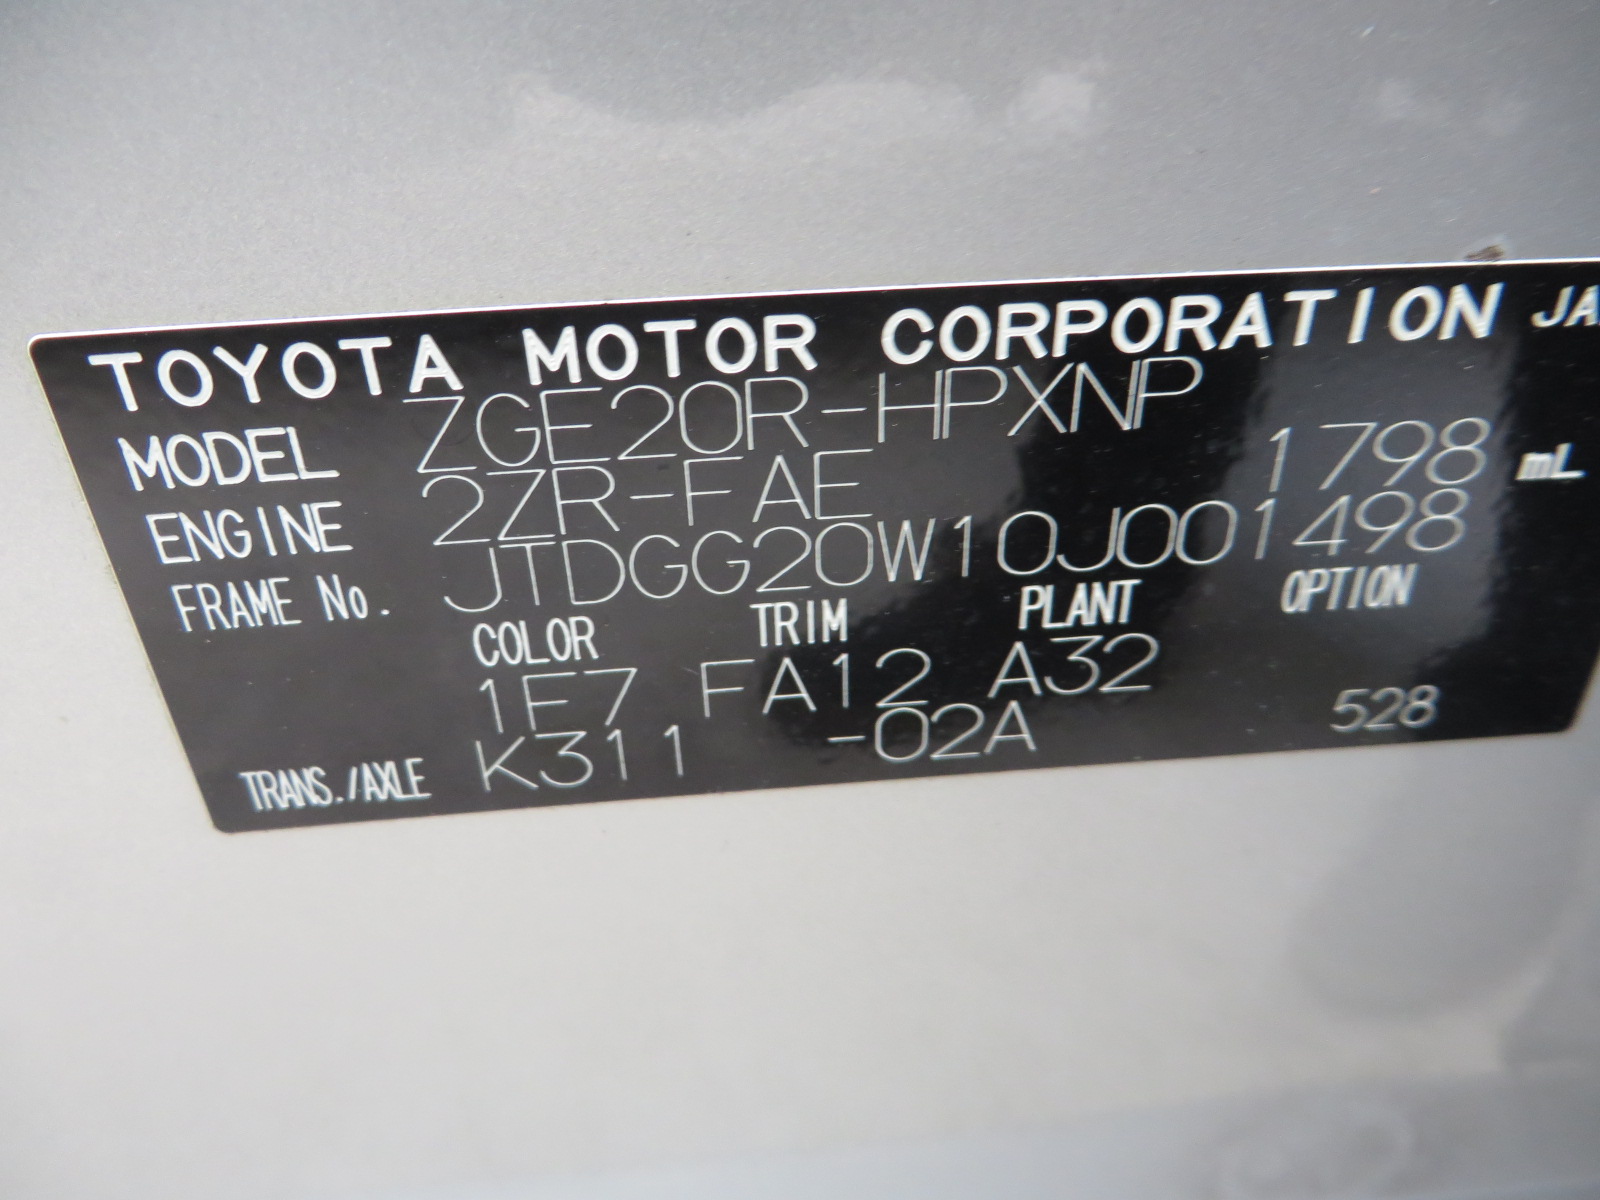 TOYOTA MOTOR CORPORATION JA
MODEL ZGE20R-HPXNP
ENGINE 2ZR-FAE 1798 mL
FRAME No. JTDGG20W10J001498
COLOR TRIM PLANT OPTION
1E7 FA12 A32
TRANS./AXLE K311 -02A 528